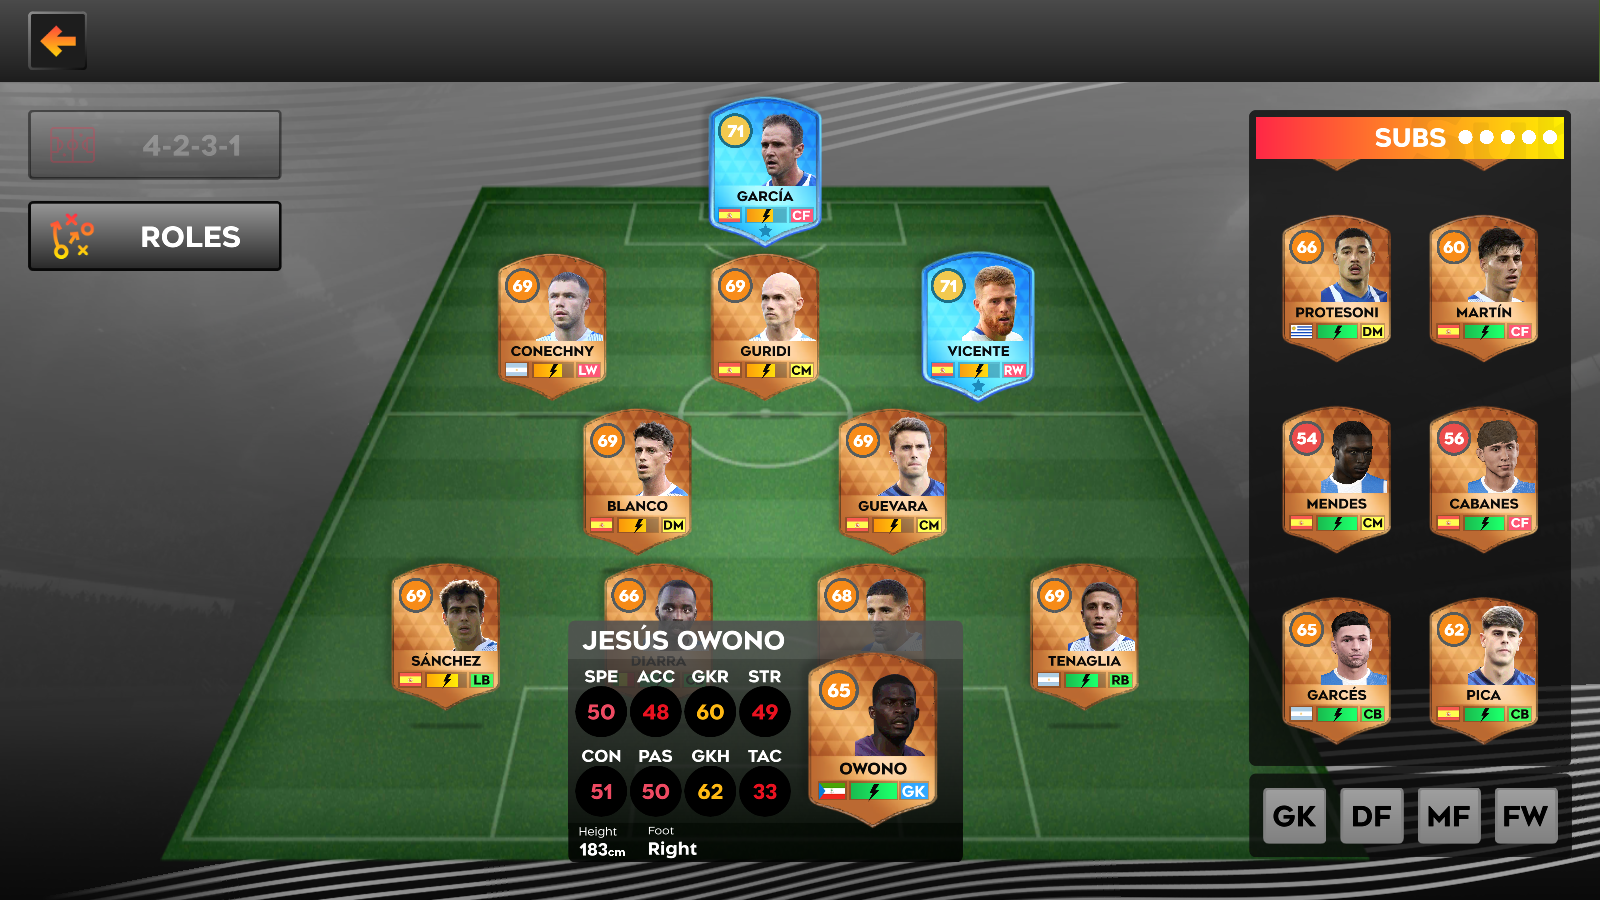 4-2-3-1
ROLES
71
GARCÍA
CF
69
CONECHNY
LW
69
GURIDI
CM
71
VICENTE
RW
69
BLANCO
DM
69
GUEVARA
CM
69
SÁNCHEZ
LB
66
DIARRA
68
69
TENAGLIA
RB
JESÚS OWONO
SPE ACC GKR STR
50 48 60 49
CON PAS GKH TAC
51 50 62 33
Height Foot
183cm Right
65
OWONO
GK
SUBS
66
PROTESONI
DM
60
MARTÍN
CF
54
MENDES
CM
56
CABANES
CF
65
GARCÉS
CB
62
PICA
CB
GK DF MF FW